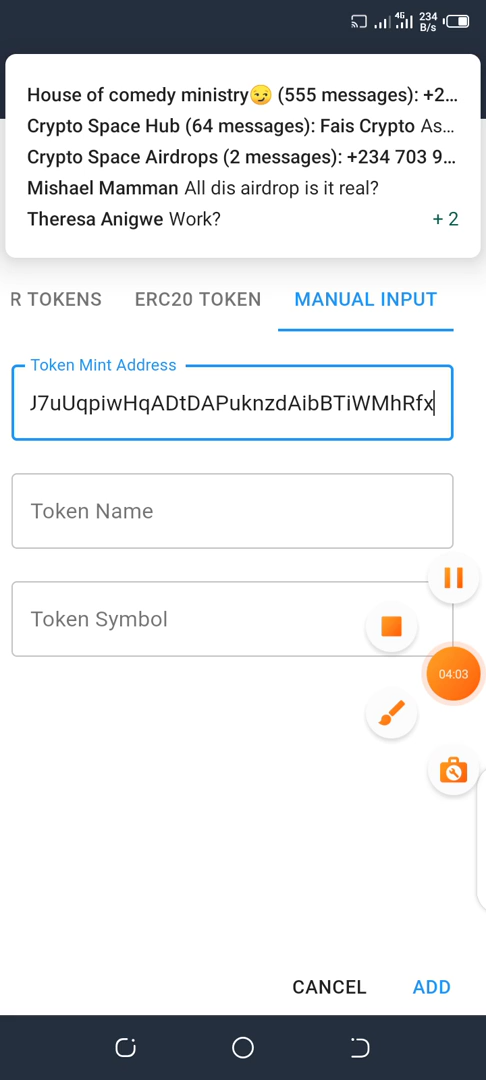 4G 234 B/s
House of comedy ministry😏 (555 messages): +2...
Crypto Space Hub (64 messages): Fais Crypto As...
Crypto Space Airdrops (2 messages): +234 703 9...
Mishael Mamman All dis airdrop is it real?
Theresa Anigwe Work? + 2
R TOKENS ERC20 TOKEN MANUAL INPUT
Token Mint Address
J7uUqpiwHqADtDAPuknzdAibBTiWMhRfx
Token Name
Token Symbol
04:03
CANCEL ADD